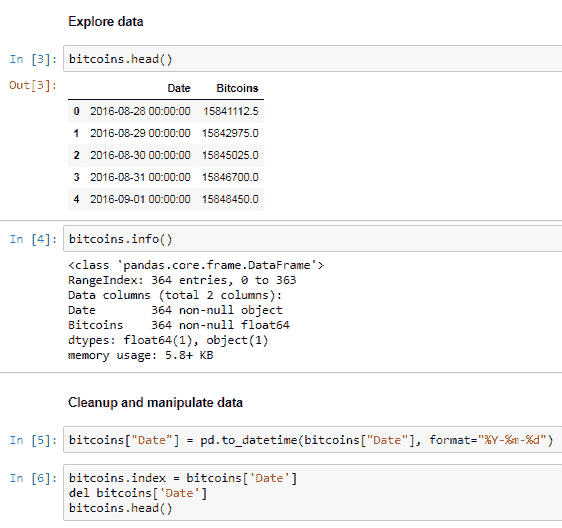 Explore data
In [3]: bitcoins.head()
Out[3]:
Date Bitcoins
0 2016-08-28 00:00:00 15841112.5
1 2016-08-29 00:00:00 15842975.0
2 2016-08-30 00:00:00 15845025.0
3 2016-08-31 00:00:00 15846700.0
4 2016-09-01 00:00:00 15848450.0
In [4]: bitcoins.info()
<class 'pandas.core.frame.DataFrame'>
RangeIndex: 364 entries, 0 to 363
Data columns (total 2 columns):
Date 364 non-null object
Bitcoins 364 non-null float64
dtypes: float64(1), object(1)
memory usage: 5.8+ KB
Cleanup and manipulate data
In [5]: bitcoins["Date"] = pd.to_datetime(bitcoins["Date"], format="%Y-%m-%d")
In [6]: bitcoins.index = bitcoins['Date']
del bitcoins['Date']
bitcoins.head()